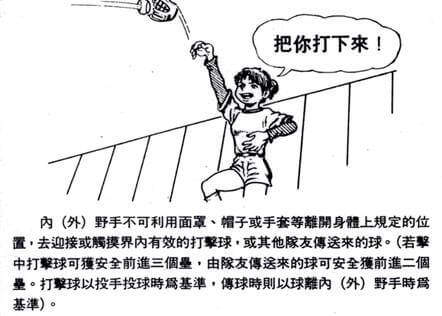 把你打下來！
內（外）野手不可利用面罩、帽子或手套等離開身體上規定的位
置，去迎接或觸摸界內有效的打擊球，或其他隊友傳送來的球。（若擊
中打擊球可獲安全前進三個壘，由隊友傳送來的球可安全獲前進二個
壘。打擊球以投手投球時爲基準，傳球時則以球離內（外）野手時爲
基準）。